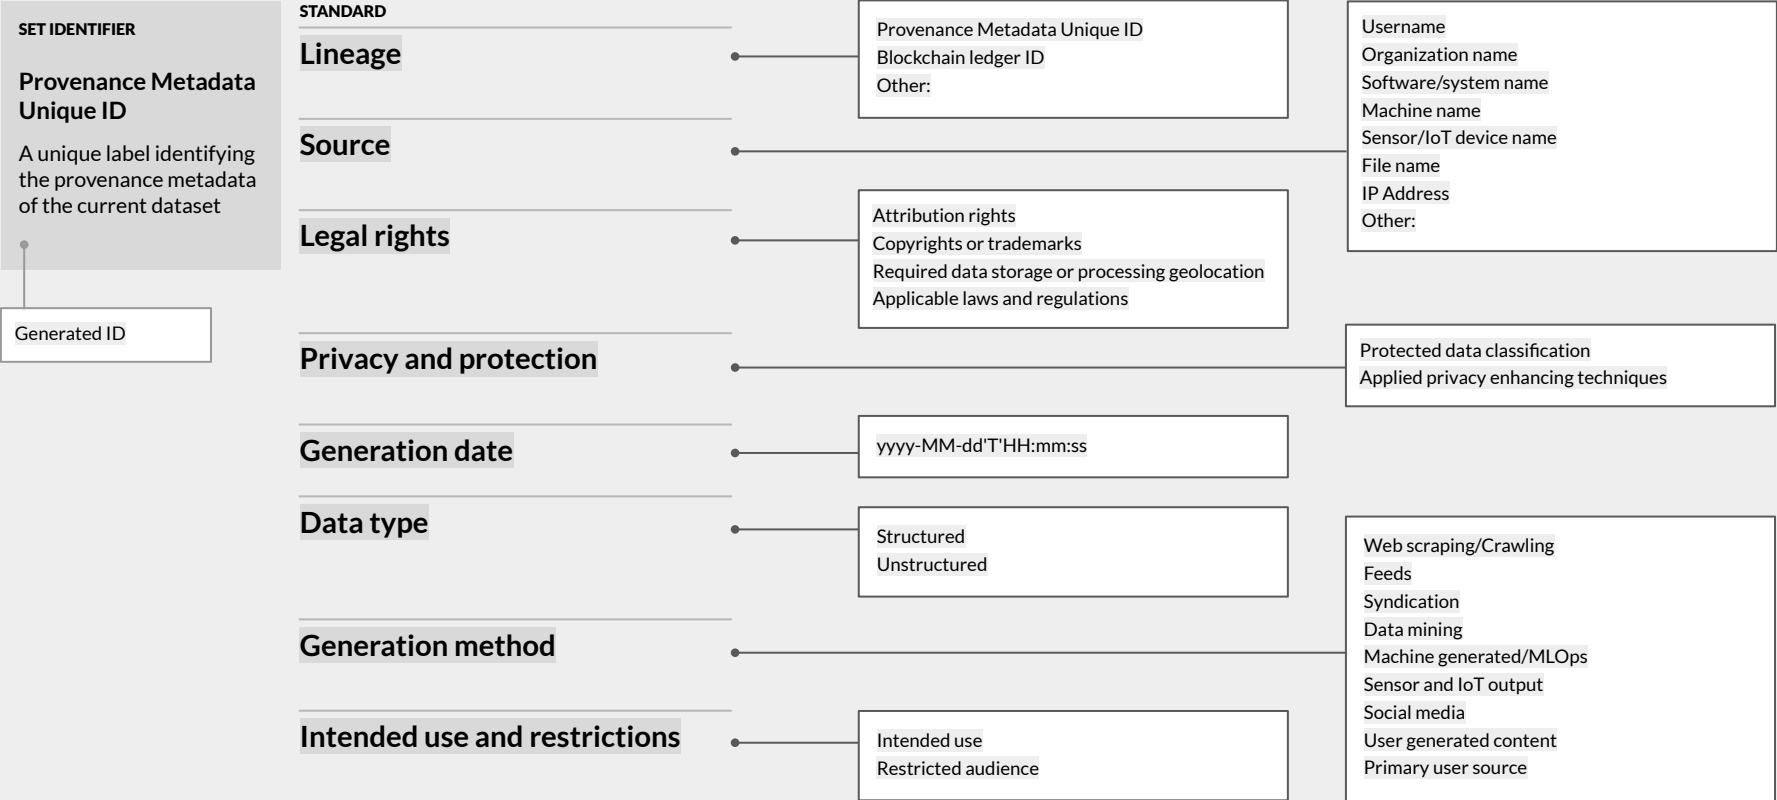 SET IDENTIFIER
Provenance Metadata
Unique ID
A unique label identifying
the provenance metadata
of the current dataset
Generated ID
STANDARD
Lineage
Provenance Metadata Unique ID
Blockchain ledger ID
Other:
Source
Username
Organization name
Software/system name
Machine name
Sensor/IoT device name
File name
IP Address
Other:
Legal rights
Attribution rights
Copyrights or trademarks
Required data storage or processing geolocation
Applicable laws and regulations
Privacy and protection
Protected data classification
Applied privacy enhancing techniques
Generation date
yyyy-MM-dd'T'HH:mm:ss
Data type
Structured
Unstructured
Generation method
Web scraping/Crawling
Feeds
Syndication
Data mining
Machine generated/MLOps
Sensor and IoT output
Social media
User generated content
Primary user source
Intended use and restrictions
Intended use
Restricted audience